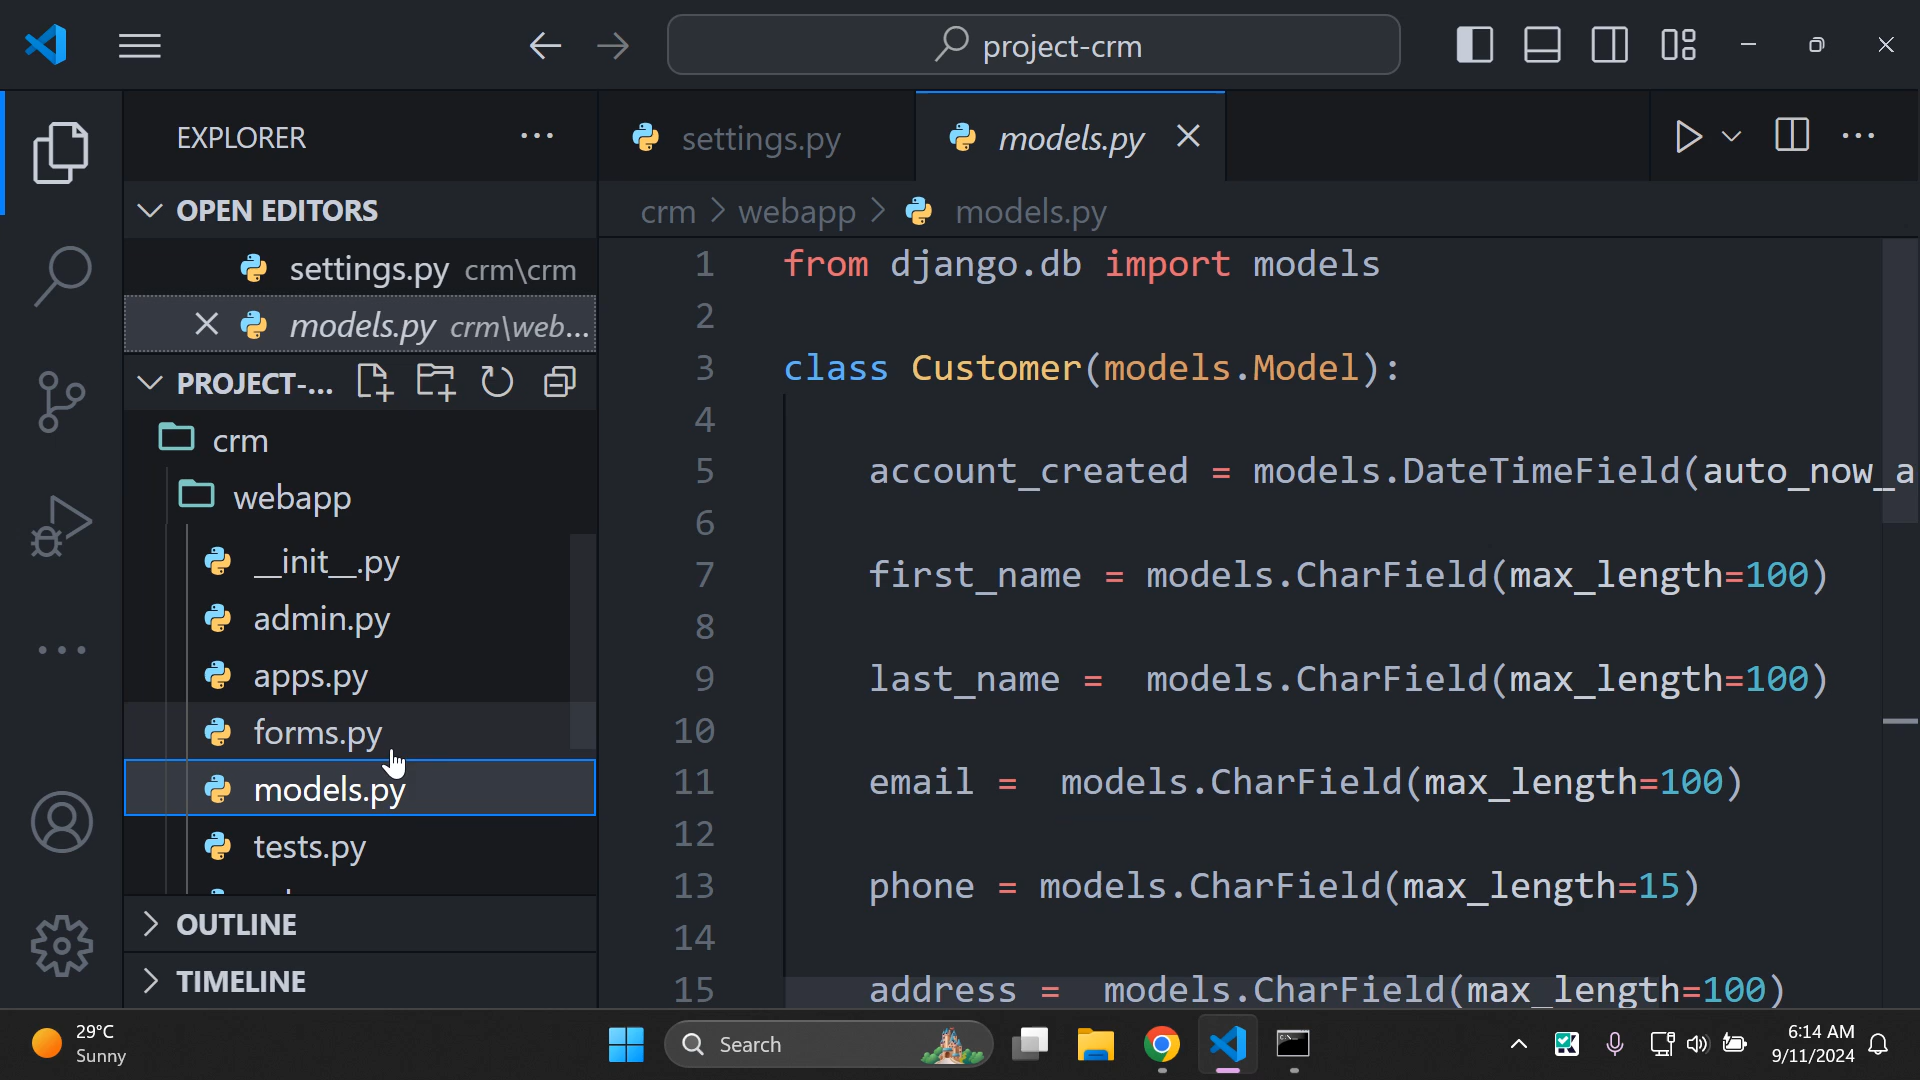 project-crm
EXPLORER
OPEN EDITORS
settings.py crm\crm
models.py crm\web...
PROJECT-...
crm
webapp
__init__.py
admin.py
apps.py
forms.py
models.py
tests.py
OUTLINE
TIMELINE
settings.py
models.py
crm > webapp > models.py
1 from django.db import models
2
3 class Customer(models.Model):
4
5 account_created = models.DateTimeField(auto_now_a
6
7 first_name = models.CharField(max_length=100)
8
9 last_name =  models.CharField(max_length=100)
10
11 email =  models.CharField(max_length=100)
12
13 phone = models.CharField(max_length=15)
14
15 address =  models.CharField(max_length=100)
29°C
Sunny
Search
6:14 AM
9/11/2024